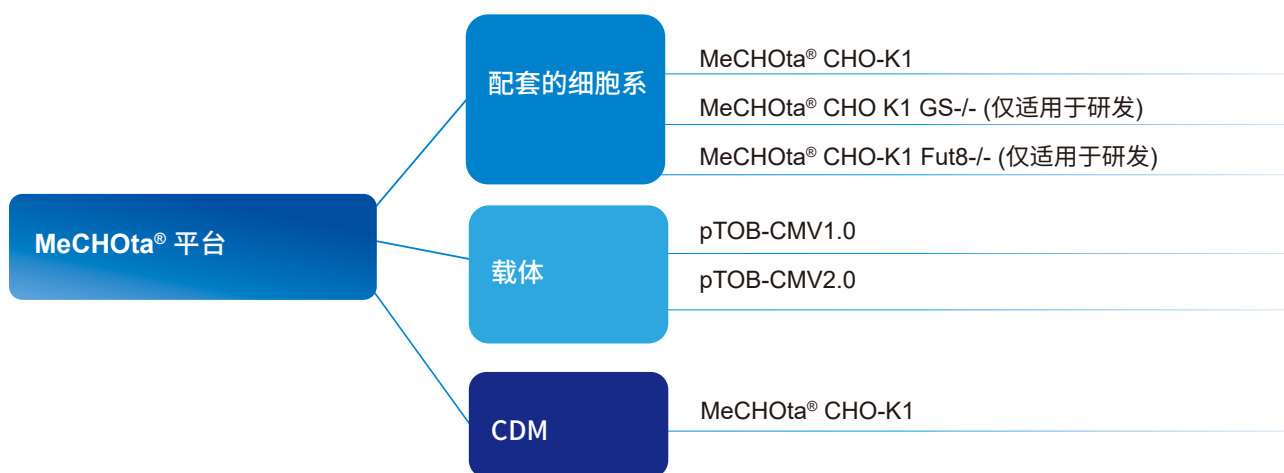 MeCHOta® 平台
配套的细胞系
MeCHOta® CHO-K1
MeCHOta® CHO K1 GS-/- (仅适用于研发)
MeCHOta® CHO-K1 Fut8-/- (仅适用于研发)
载体
pTOB-CMV1.0
pTOB-CMV2.0
CDM
MeCHOta® CHO-K1